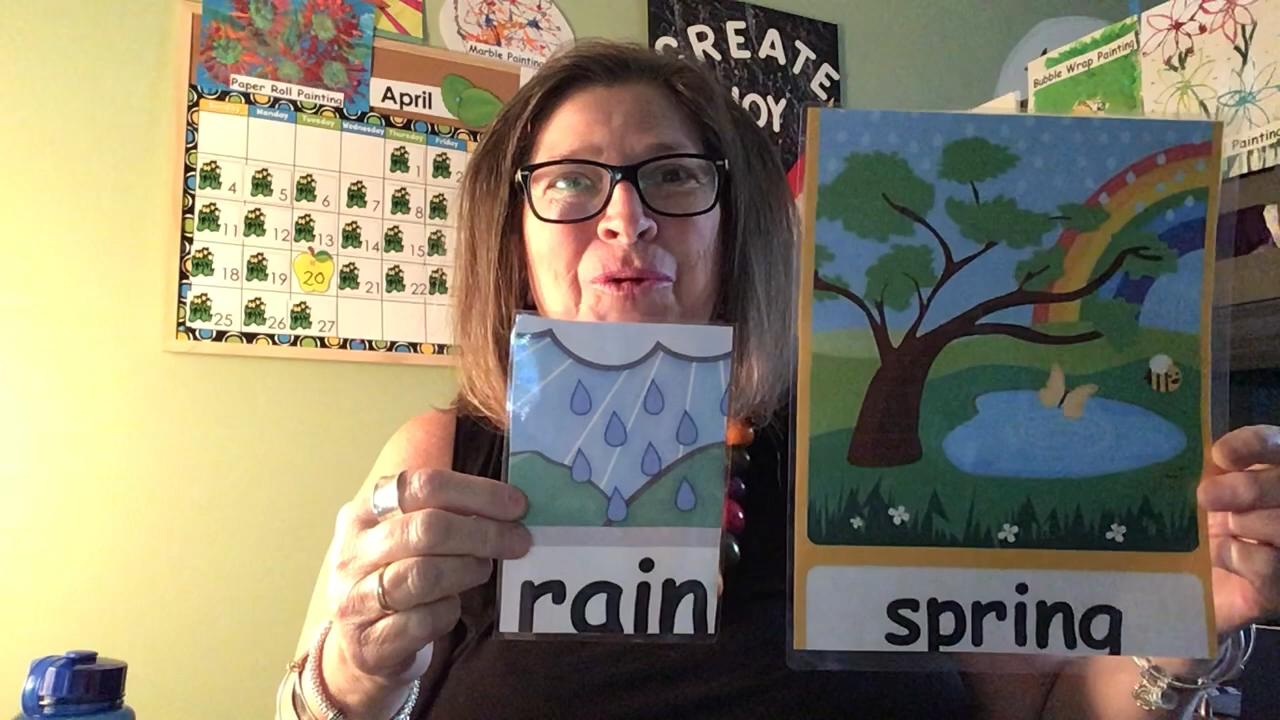 Paper Roll Painting
Marble Painting
CREATE
JOY
Bubble Wrap Painting
Painting
April
Monday Tuesday Wednesday Thursday Friday
1 2
4 5 6 7 8
11 12 13 14 15
18 19 20 21 22
25 26 27
rain
spring